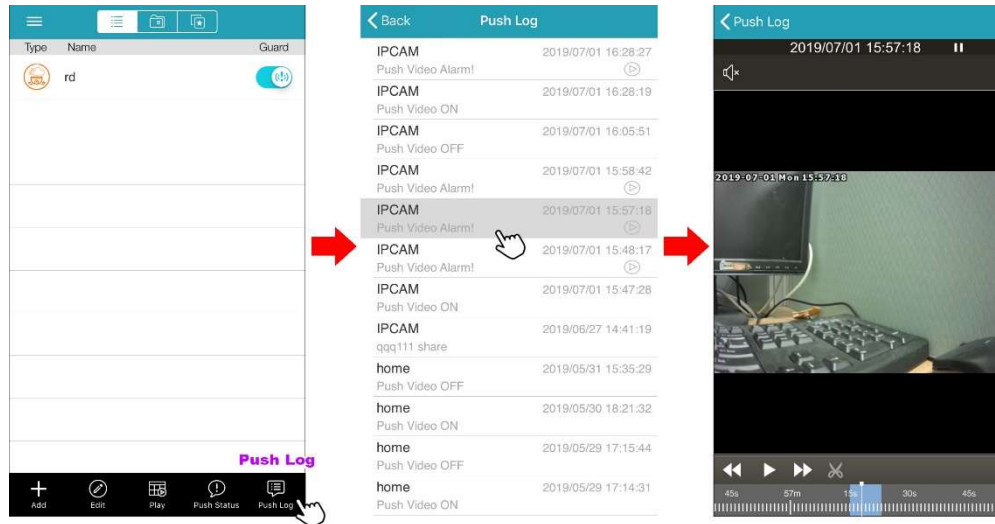 Type Name Guard
rd
Push Log
Add Edit Play Push Status Push Log
Back Push Log
IPCAM 2019/07/01 16:28:27
Push Video Alarm!
IPCAM 2019/07/01 16:28:19
Push Video ON
IPCAM 2019/07/01 16:05:51
Push Video OFF
IPCAM 2019/07/01 15:58:42
Push Video Alarm!
IPCAM 2019/07/01 15:57:18
Push Video Alarm!
IPCAM 2019/07/01 15:48:17
Push Video Alarm!
IPCAM 2019/07/01 15:47:28
Push Video ON
IPCAM 2019/06/27 14:41:19
qqq111 share
home 2019/05/31 15:35:29
Push Video OFF
home 2019/05/30 18:21:32
Push Video ON
home 2019/05/29 17:15:44
Push Video OFF
home 2019/05/29 17:14:31
Push Video ON
Push Log
2019/07/01 15:57:18
2019-07-01 Mon 15:57:18
45s 57m 15s 30s 45s